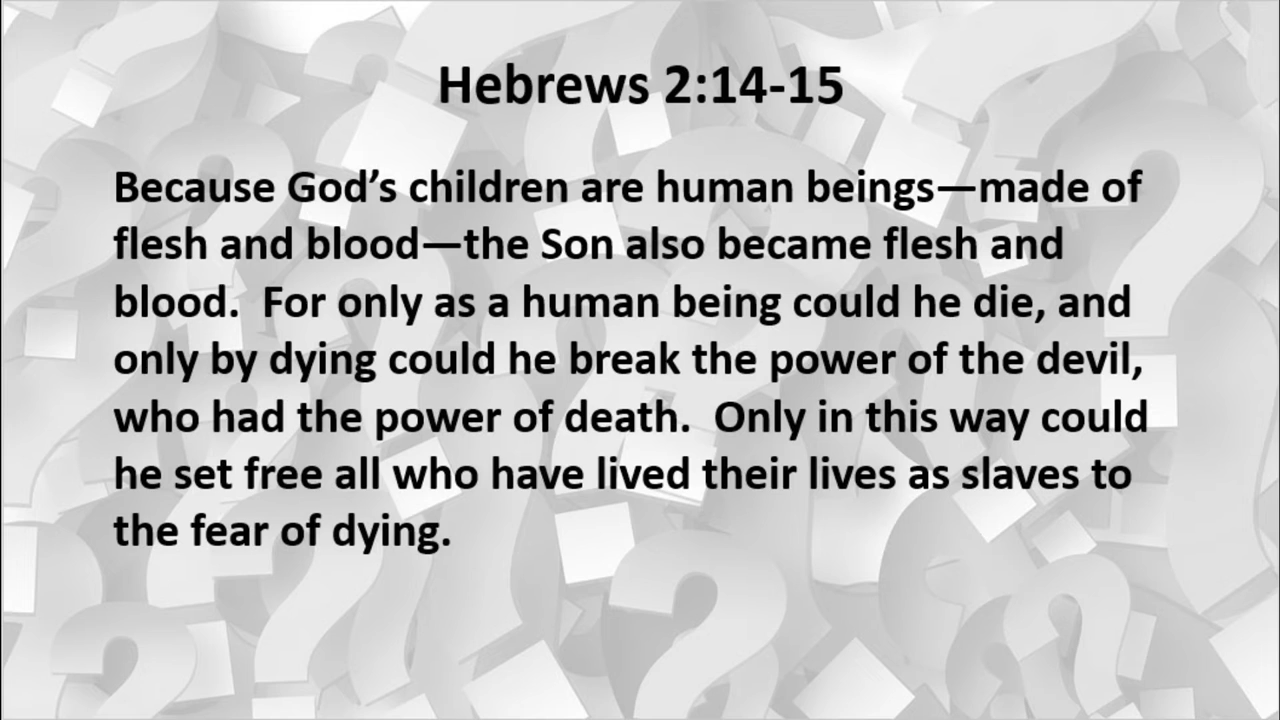 Hebrews 2:14-15
Because God’s children are human beings—made of
flesh and blood—the Son also became flesh and
blood.  For only as a human being could he die, and
only by dying could he break the power of the devil,
who had the power of death.  Only in this way could
he set free all who have lived their lives as slaves to
the fear of dying.